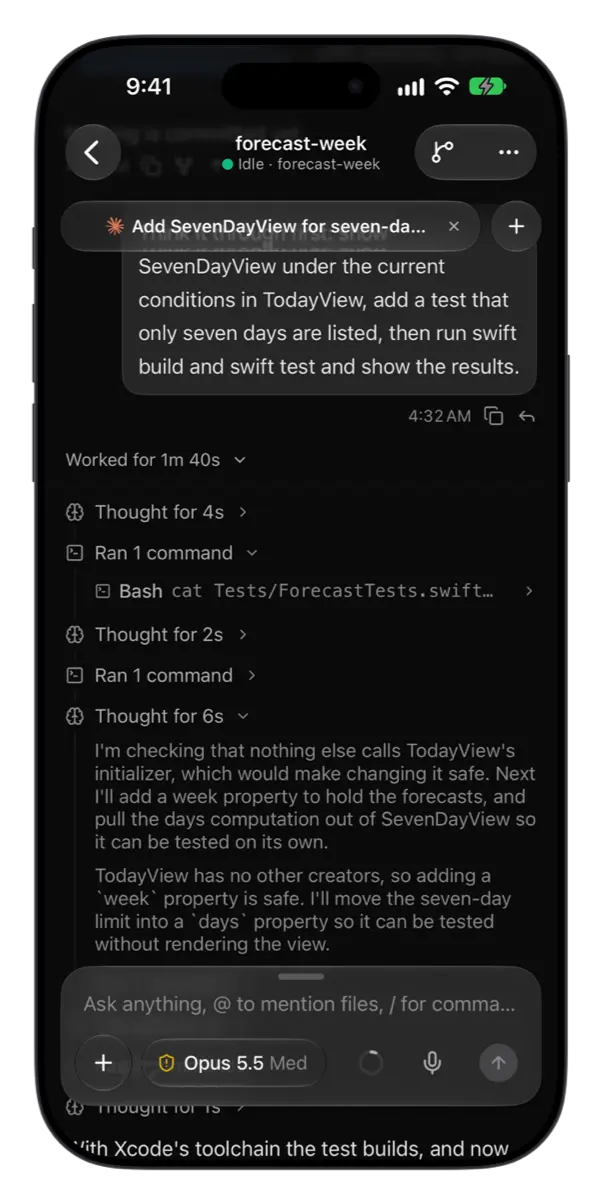 9:41
forecast-week
Idle · forecast-week
Add SevenDayView for seven-da...
Think it through first: show
SevenDayView under the current
conditions in TodayView, add a test that
only seven days are listed, then run swift
build and swift test and show the results.
4:32 AM
Worked for 1m 40s
Thought for 4s
Ran 1 command
Bash cat Tests/ForecastTests.swift…
Thought for 2s
Ran 1 command
Thought for 6s
I'm checking that nothing else calls TodayView's
initializer, which would make changing it safe. Next
I'll add a week property to hold the forecasts, and
pull the days computation out of SevenDayView so
it can be tested on its own.
TodayView has no other creators, so adding a
`week` property is safe. I'll move the seven-day
limit into a `days` property so it can be tested
without rendering the view.
Ask anything, @ to mention files, / for comma...
Opus 5.5 Med
Thought for 1s
With Xcode's toolchain the test builds, and now